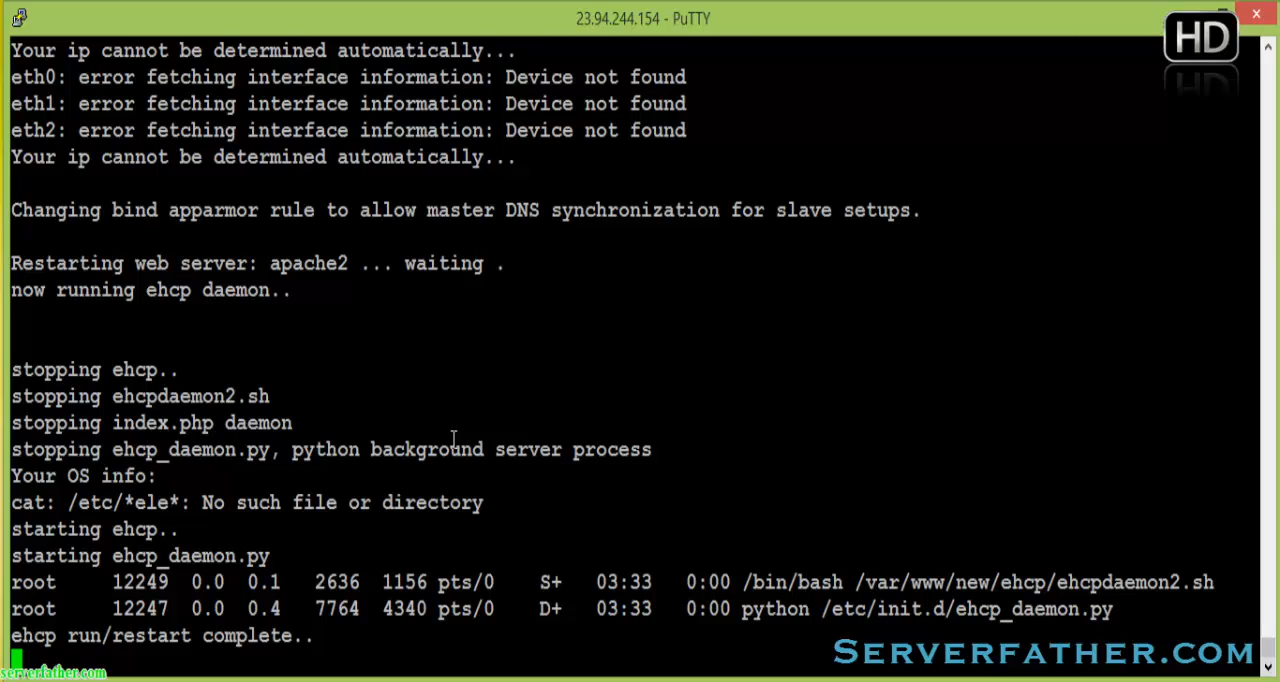 23.94.244.154 - PuTTY
HD
Your ip cannot be determined automatically...
eth0: error fetching interface information: Device not found
eth1: error fetching interface information: Device not found
eth2: error fetching interface information: Device not found
Your ip cannot be determined automatically...
Changing bind apparmor rule to allow master DNS synchronization for slave setups.
Restarting web server: apache2 ... waiting .
now running ehcp daemon..
stopping ehcp..
stopping ehcpdaemon2.sh
stopping index.php daemon
stopping ehcp_daemon.py, python background server process
Your OS info:
cat: /etc/*ele*: No such file or directory
starting ehcp..
starting ehcp_daemon.py
root     12249  0.0  0.1   2636  1156 pts/0    S+   03:33   0:00 /bin/bash /var/www/new/ehcp/ehcpdaemon2.sh
root     12247  0.0  0.4   7764  4340 pts/0    D+   03:33   0:00 python /etc/init.d/ehcp_daemon.py
ehcp run/restart complete..
SERVERFATHER.COM
serverfather.com